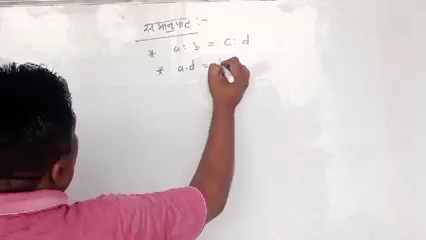 समानुपात :-
* a : b = c : d
* a.d =